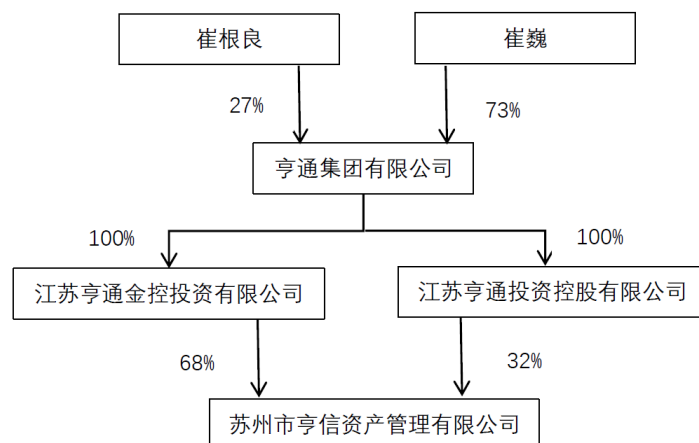 崔根良
崔巍
27%
73%
亨通集团有限公司
100%
100%
江苏亨通金控投资有限公司
江苏亨通投资控股有限公司
68%
32%
苏州市亨信资产管理有限公司